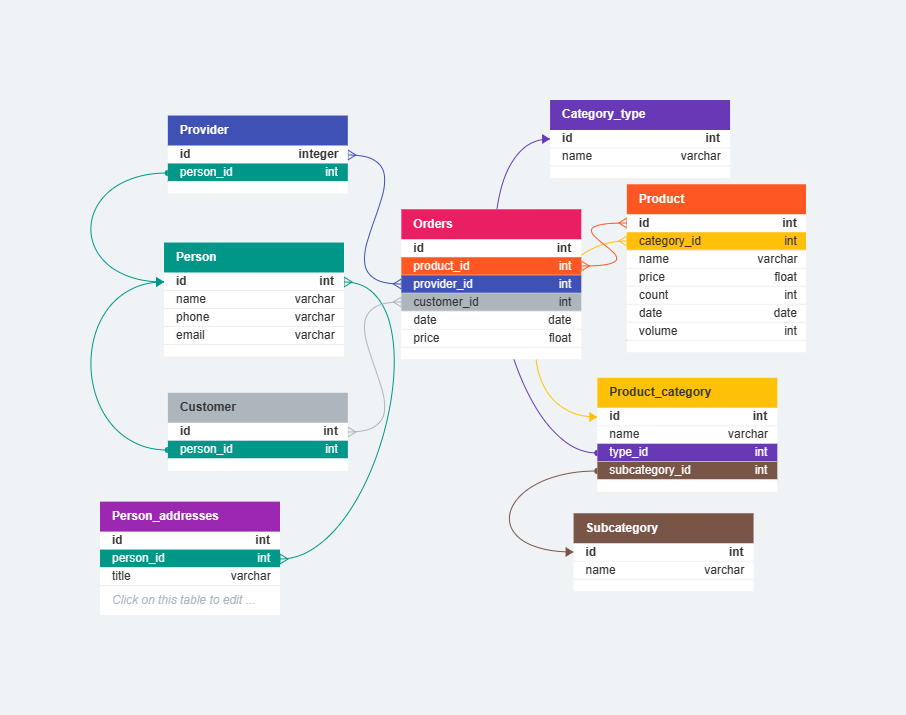 Provider
id integer
person_id int
Person
id int
name varchar
phone varchar
email varchar
Customer
id int
person_id int
Person_addresses
id int
person_id int
title varchar
Click on this table to edit ...
Orders
id int
product_id int
provider_id int
customer_id int
date date
price float
Category_type
id int
name varchar
Product
id int
category_id int
name varchar
price float
count int
date date
volume int
Product_category
id int
name varchar
type_id int
subcategory_id int
Subcategory
id int
name varchar